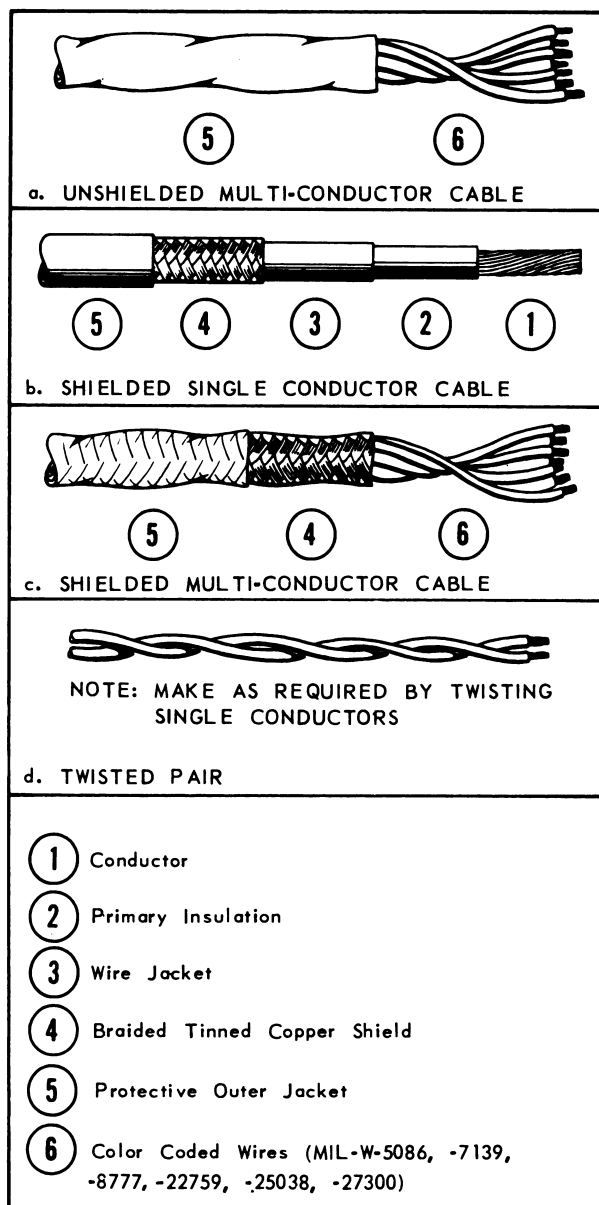 5 6
a. UNSHIELDED MULTI-CONDUCTOR CABLE
5 4 3 2 1
b. SHIELDED SINGLE CONDUCTOR CABLE
5 4 6
c. SHIELDED MULTI-CONDUCTOR CABLE
NOTE: MAKE AS REQUIRED BY TWISTING
SINGLE CONDUCTORS
d. TWISTED PAIR
1 Conductor
2 Primary Insulation
3 Wire Jacket
4 Braided Tinned Copper Shield
5 Protective Outer Jacket
6 Color Coded Wires (MIL-W-5086, -7139,
-8777, -22759, -25038, -27300)